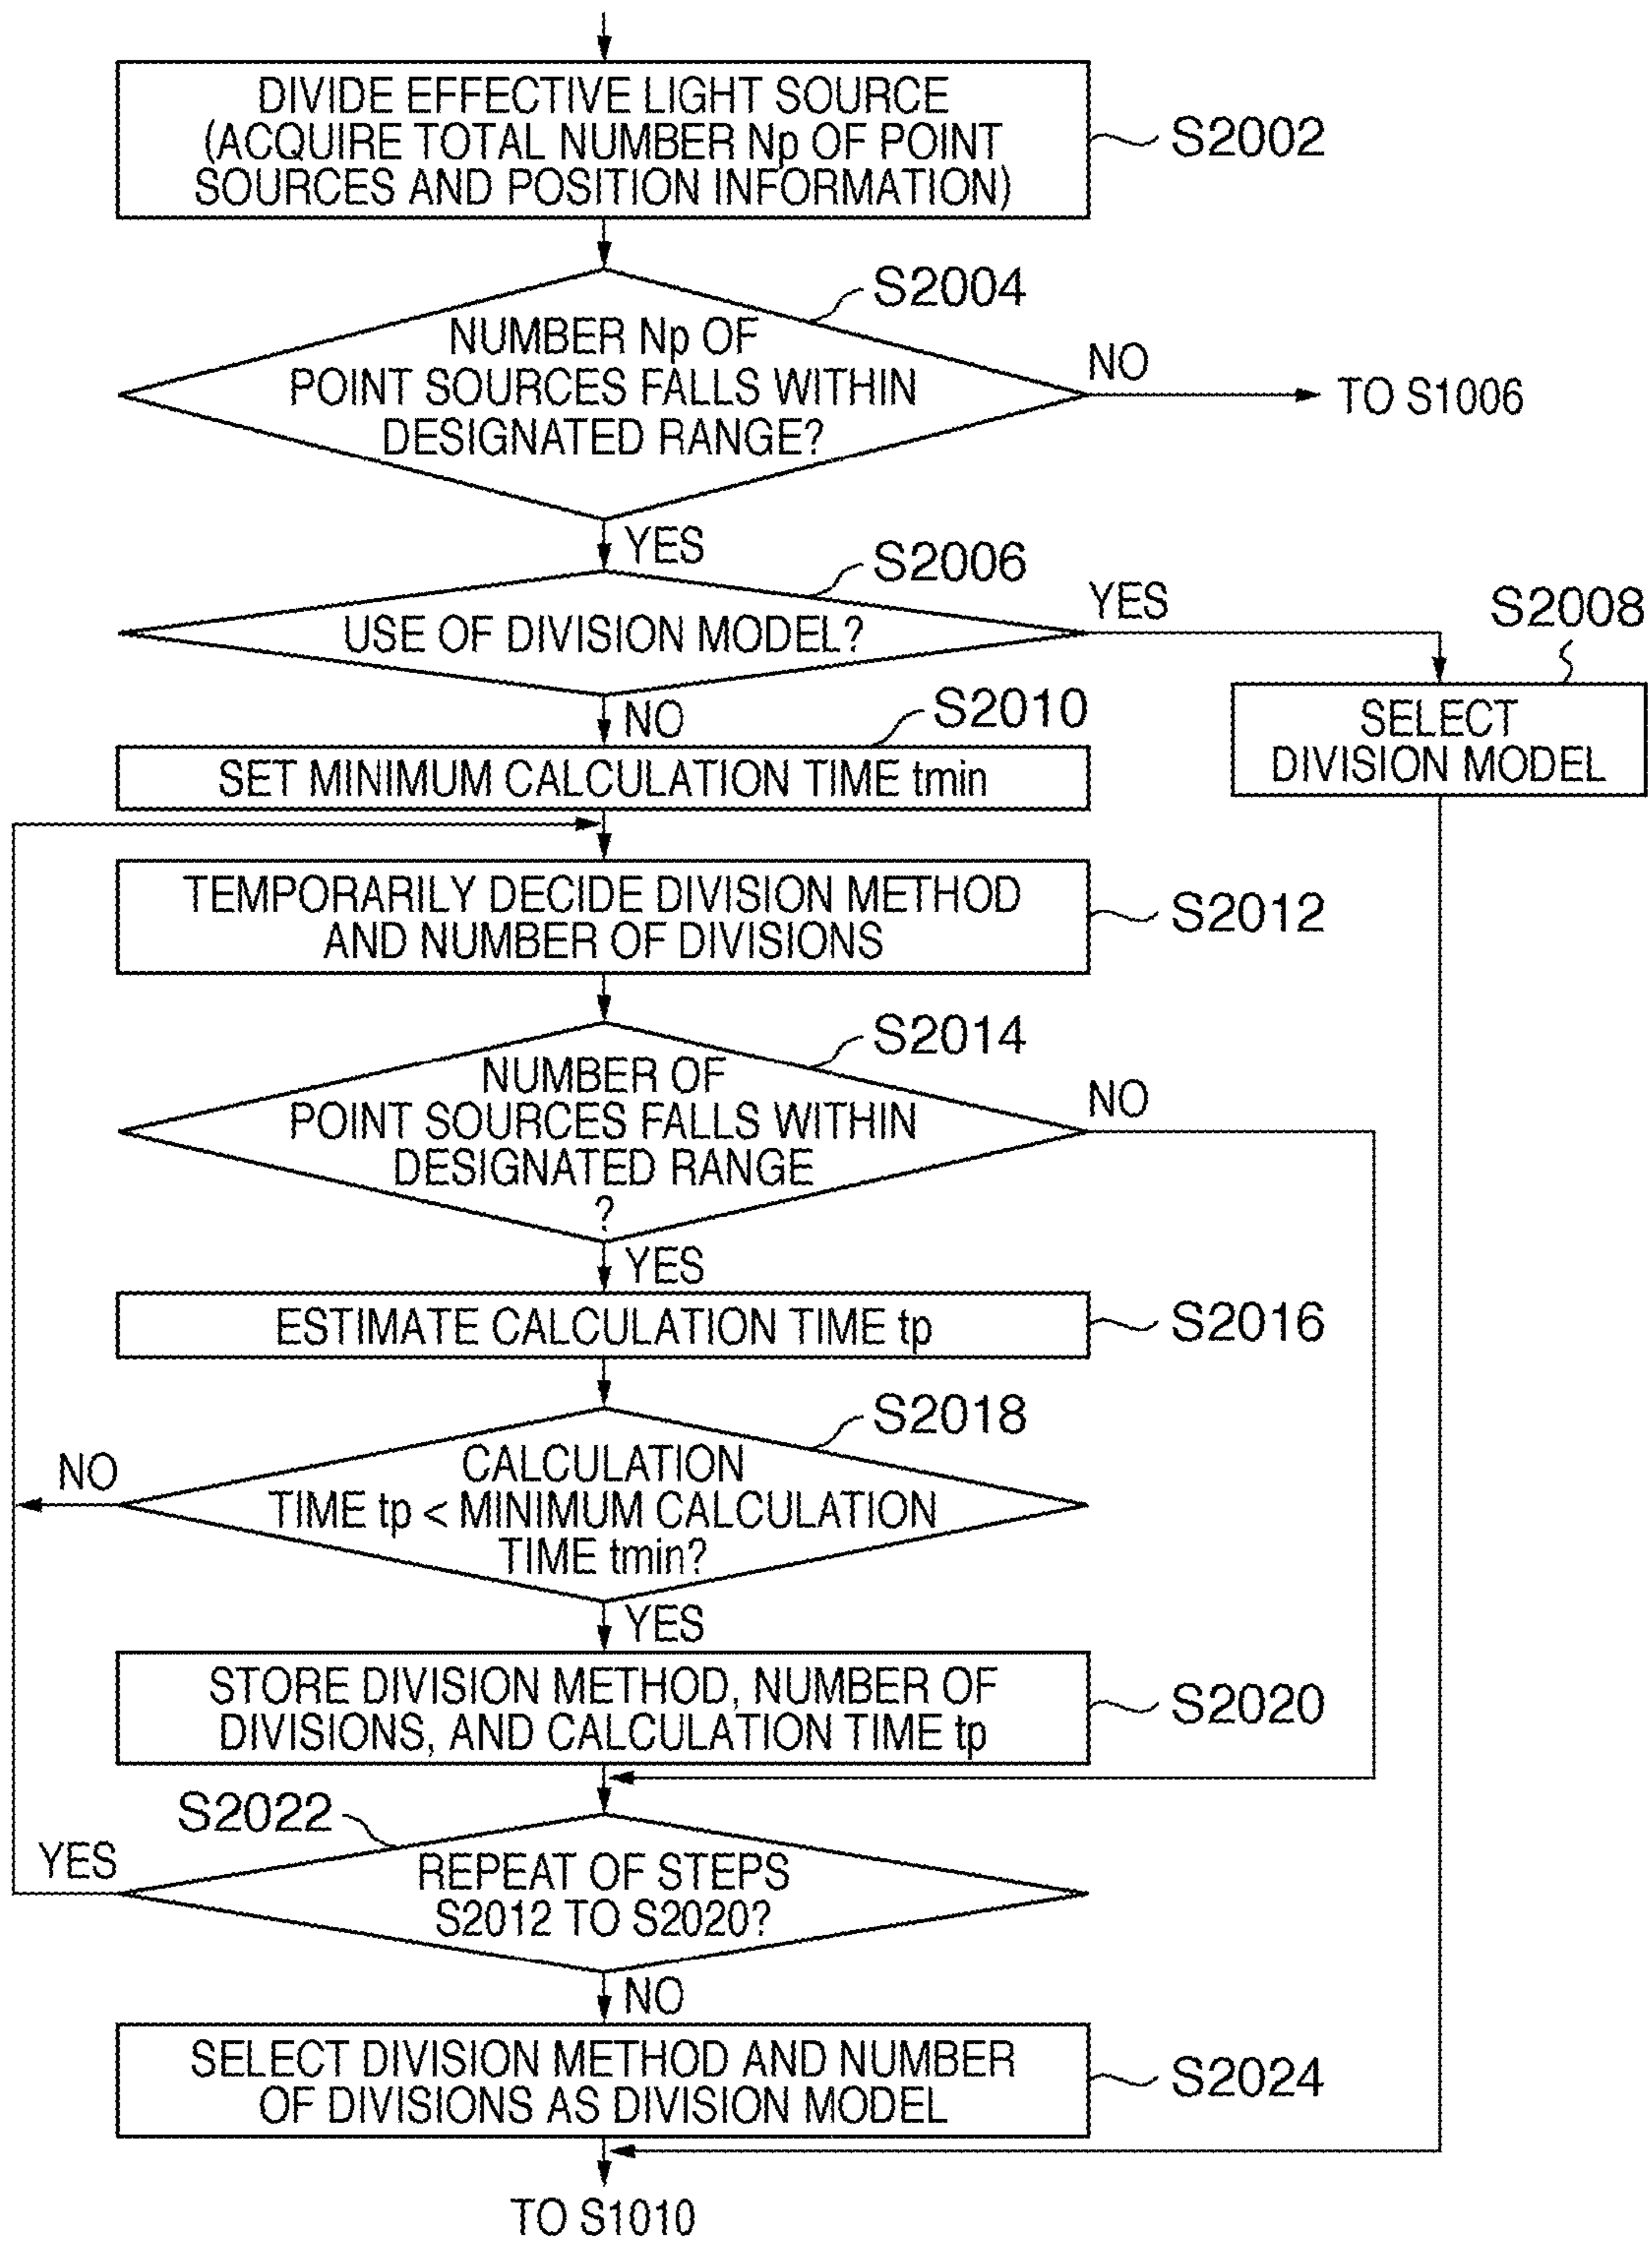 DIVIDE EFFECTIVE LIGHT SOURCE
(ACQUIRE TOTAL NUMBER Np OF POINT
SOURCES AND POSITION INFORMATION)
S2002
S2004
NUMBER Np OF
POINT SOURCES FALLS WITHIN
DESIGNATED RANGE?
NO
TO S1006
YES
S2006
USE OF DIVISION MODEL?
YES
S2008
SELECT
DIVISION MODEL
NO
S2010
SET MINIMUM CALCULATION TIME tmin
TEMPORARILY DECIDE DIVISION METHOD
AND NUMBER OF DIVISIONS
S2012
S2014
NUMBER OF
POINT SOURCES FALLS WITHIN
DESIGNATED RANGE
?
NO
YES
ESTIMATE CALCULATION TIME tp
S2016
S2018
CALCULATION
TIME tp < MINIMUM CALCULATION
TIME tmin?
NO
YES
STORE DIVISION METHOD, NUMBER OF
DIVISIONS, AND CALCULATION TIME tp
S2020
S2022
REPEAT OF STEPS
S2012 TO S2020?
YES
NO
SELECT DIVISION METHOD AND NUMBER
OF DIVISIONS AS DIVISION MODEL
S2024
TO S1010